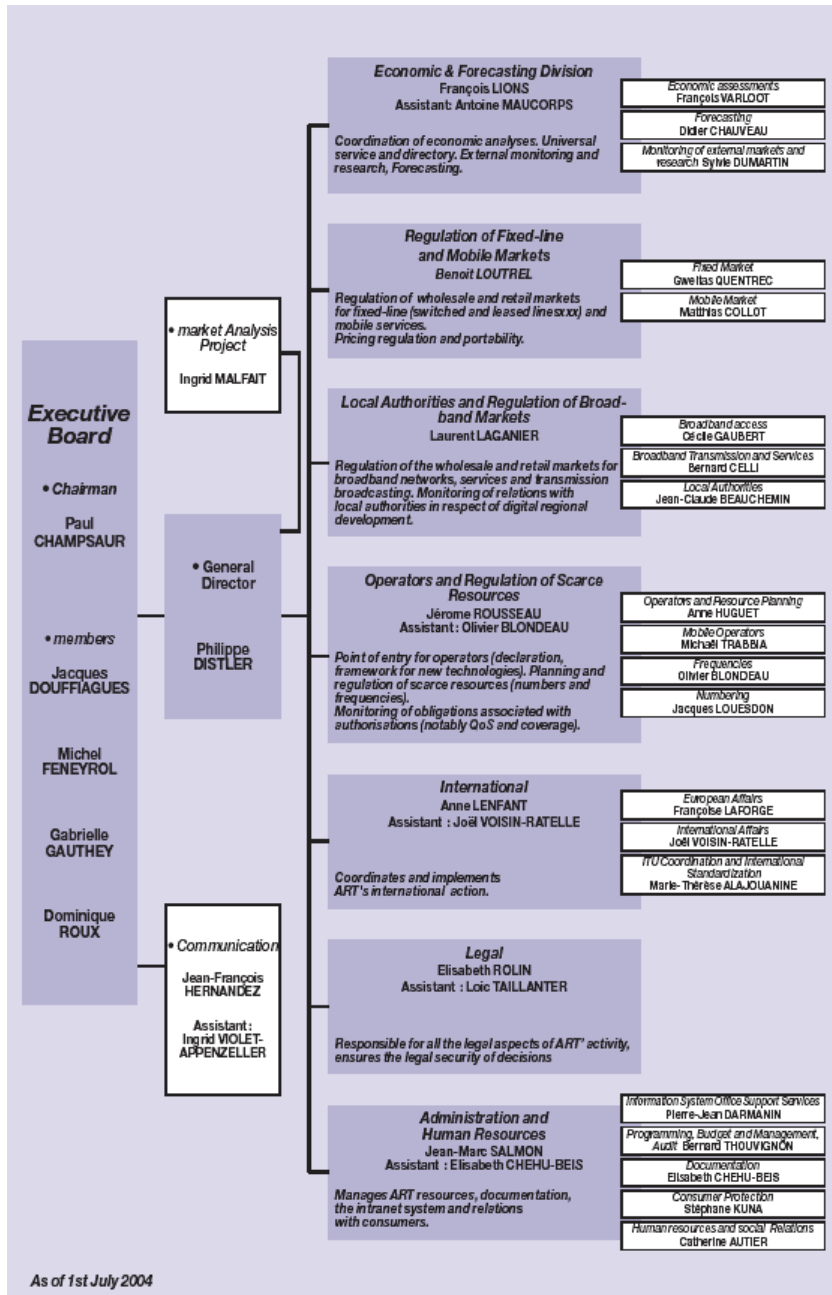 Executive
Board
• Chairman
Paul
CHAMPSAUR
• members
Jacques
DOUFFIAGUES
Michel
FENEYROL
Gabrielle
GAUTHEY
Dominique
ROUX
• market Analysis
Project
Ingrid MALFAIT
• General
Director
Philippe
DISTLER
• Communication
Jean-François
HERNANDEZ
Assistant :
Ingrid VIOLET-
APPENZELLER
Economic & Forecasting Division
François LIONS
Assistant: Antoine MAUCORPS
Coordination of economic analyses. Universal
service and directory. External monitoring and
research, Forecasting.
Economic assessments
François VARLOOT
Forecasting
Didier CHAUVEAU
Monitoring of external markets and
research Sylvie DUMARTIN
Regulation of Fixed-line
and Mobile Markets
Benoit LOUTREL
Regulation of wholesale and retail markets
for fixed-line (switched and leased linesxxx) and
mobile services.
Pricing regulation and portability.
Fixed Market
Gweltas QUENTREC
Mobile Market
Matthias COLLOT
Local Authorities and Regulation of Broad-
band Markets
Laurent LAGANIER
Regulation of the wholesale and retail markets for
broadband networks, services and transmission
broadcasting. Monitoring of relations with
local authorities in respect of digital regional
development.
Broadband access
Cécile GAUBERT
Broadband Transmission and Services
Bernard CELLI
Local Authorities
Jean-Claude BEAUCHEMIN
Operators and Regulation of Scarce
Resources
Jérome ROUSSEAU
Assistant : Olivier BLONDEAU
Point of entry for operators (declaration,
framework for new technologies). Planning and
regulation of scarce resources (numbers and
frequencies).
Monitoring of obligations associated with
authorisations (notably QoS and coverage).
Operators and Resource Planning
Anne HUGUET
Mobile Operators
Michaël TRABBIA
Frequencies
Olivier BLONDEAU
Numbering
Jacques LOUESDON
International
Anne LENFANT
Assistant : Joël VOISIN-RATELLE
Coordinates and implements
ART's international action.
European Affairs
Françoise LAFORGE
International Affairs
Joël VOISIN-RATELLE
ITU Coordination and International
Standardization
Marie-Thérèse ALAJOUANINE
Legal
Elisabeth ROLIN
Assistant : Loic TAILLANTER
Responsible for all the legal aspects of ART' activity,
ensures the legal security of decisions
Administration and
Human Resources
Jean-Marc SALMON
Assistant : Elisabeth CHEHU-BEIS
Manages ART resources, documentation,
the intranet system and relations
with consumers.
Information System Office Support Services
Pierre-Jean DARMANIN
Programming, Budget and Management,
Audit Bernard THOUVIGNON
Documentation
Elisabeth CHEHU-BEIS
Consumer Protection
Stéphane KUNA
Human resources and social Relations
Catherine AUTIER
As of 1st July 2004